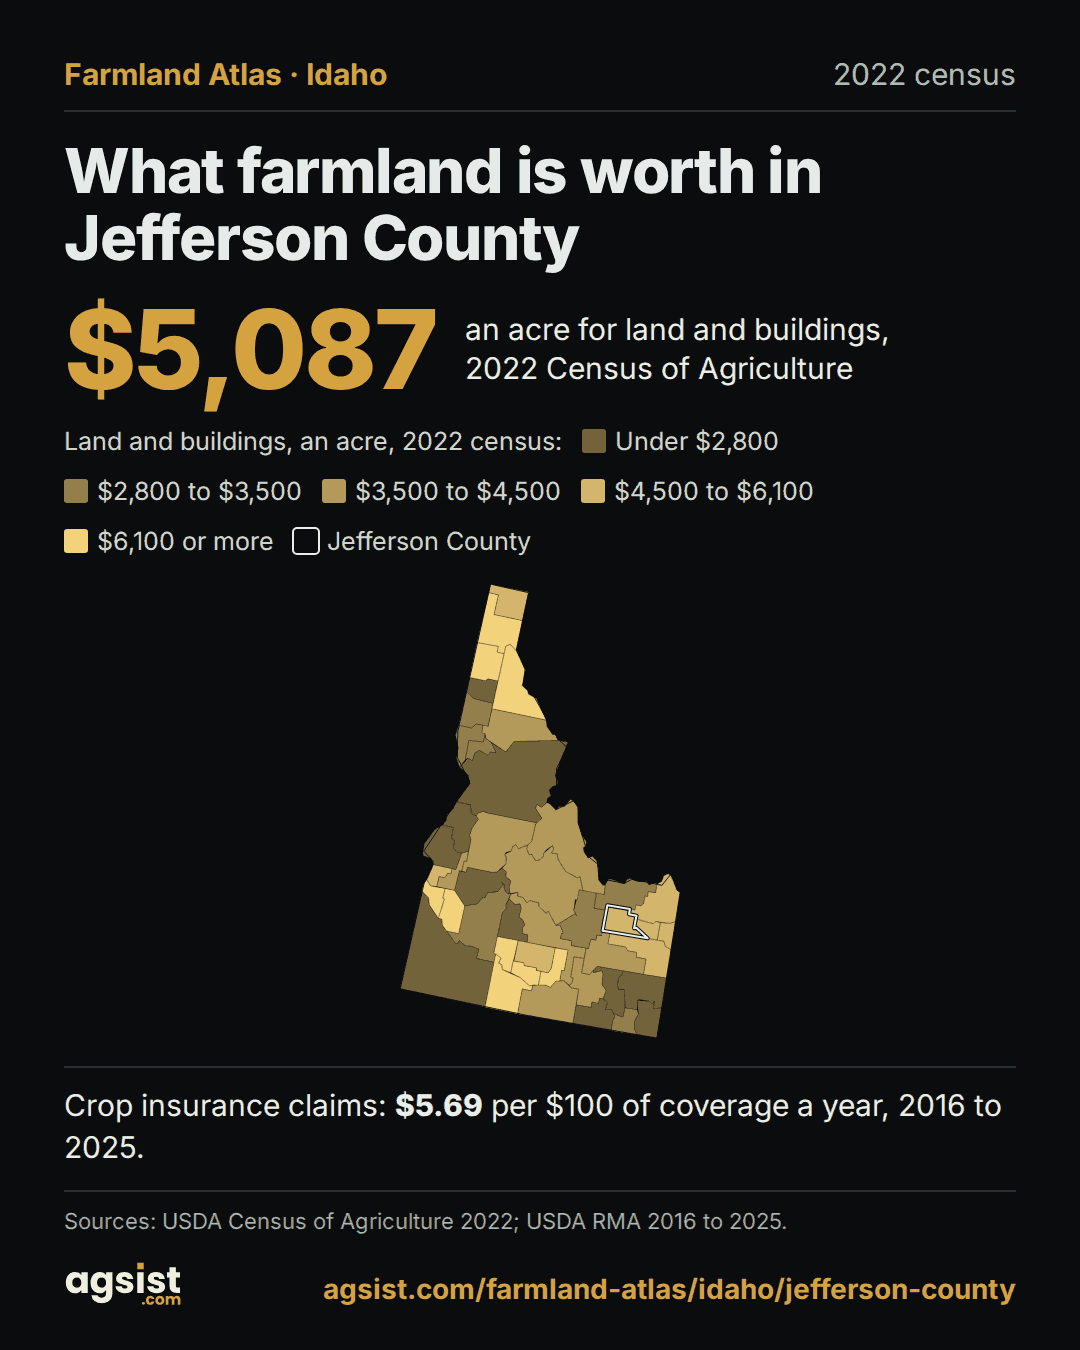 Farmland Atlas · Idaho
2022 census
What farmland is worth in
Jefferson County
$5,087
an acre for land and buildings,
2022 Census of Agriculture
Land and buildings, an acre, 2022 census: Under $2,800
$2,800 to $3,500 $3,500 to $4,500 $4,500 to $6,100
$6,100 or more Jefferson County
Crop insurance claims: $5.69 per $100 of coverage a year, 2016 to
2025.
Sources: USDA Census of Agriculture 2022; USDA RMA 2016 to 2025.
agsist
.com
agsist.com/farmland-atlas/idaho/jefferson-county